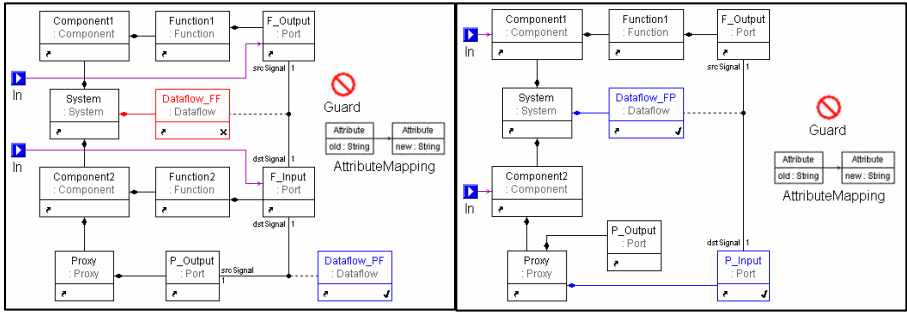 Component1
: Component
Function1
: Function
F_Output
: Port
In
srcSignal 1
System
: System
Dataflow_FF
: Dataflow
Guard
In
Attribute
old : String
Attribute
new : String
AttributeMapping
dstSignal 1
Component2
: Component
Function2
: Function
F_Input
: Port
dstSignal 1
Proxy
: Proxy
P_Output
: Port
srcSignal
1
Dataflow_PF
: Dataflow
Component1
: Component
Function1
: Function
F_Output
: Port
In
srcSignal 1
System
: System
Dataflow_FP
: Dataflow
Guard
Attribute
old : String
Attribute
new : String
AttributeMapping
Component2
: Component
In
P_Output
: Port
dstSignal 1
Proxy
: Proxy
P_Input
: Port